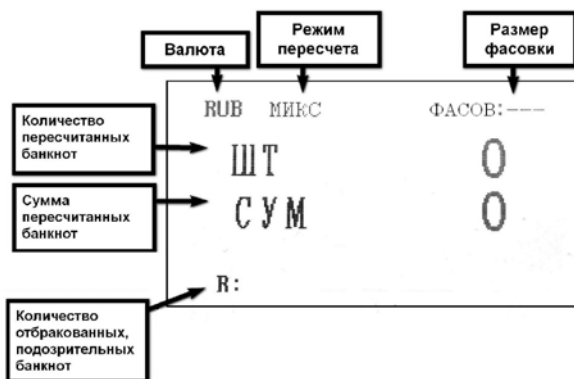 Валюта
Режим
пересчета
Размер
фасовки
RUB МИКС ФАСОВ:---
Количество
пересчитанных
банкнот
ШТ 0
Сумма
пересчитанных
банкнот
СУМ 0
R:
Количество
отбракованных,
подозрительных
банкнот